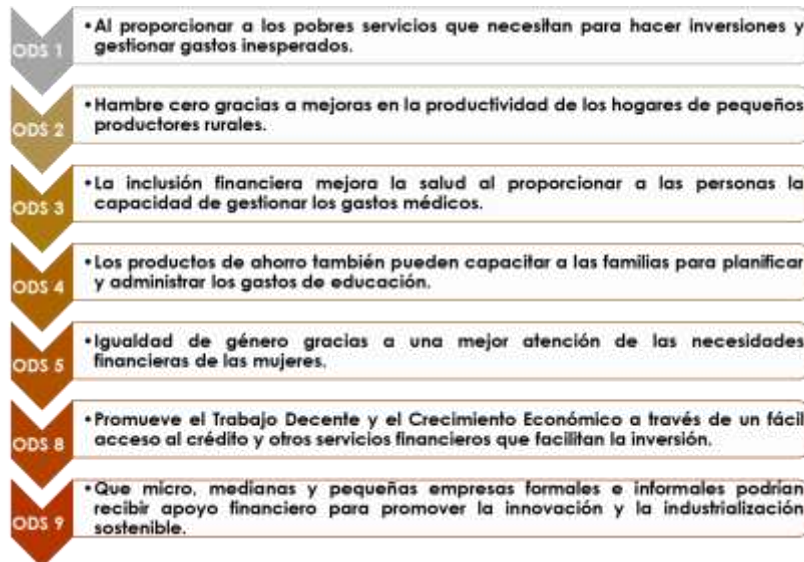 ODS 1
•Al proporcionar a los pobres servicios que necesitan para hacer inversiones y
gestionar gastos inesperados.
ODS 2
•Hambre cero gracias a mejoras en la productividad de los hogares de pequeños
productores rurales.
ODS 3
•La inclusión financiera mejora la salud al proporcionar a las personas la
capacidad de gestionar los gastos médicos.
ODS 4
•Los productos de ahorro también pueden capacitar a las familias para planificar
y administrar los gastos de educación.
ODS 5
•Igualdad de género gracias a una mejor atención de las necesidades
financieras de las mujeres.
ODS 8
•Promueve el Trabajo Decente y el Crecimiento Económico a través de un fácil
acceso al crédito y otros servicios financieros que facilitan la inversión.
ODS 9
•Que micro, medianas y pequeñas empresas formales e informales podrían
recibir apoyo financiero para promover la innovación y la industrialización
sostenible.